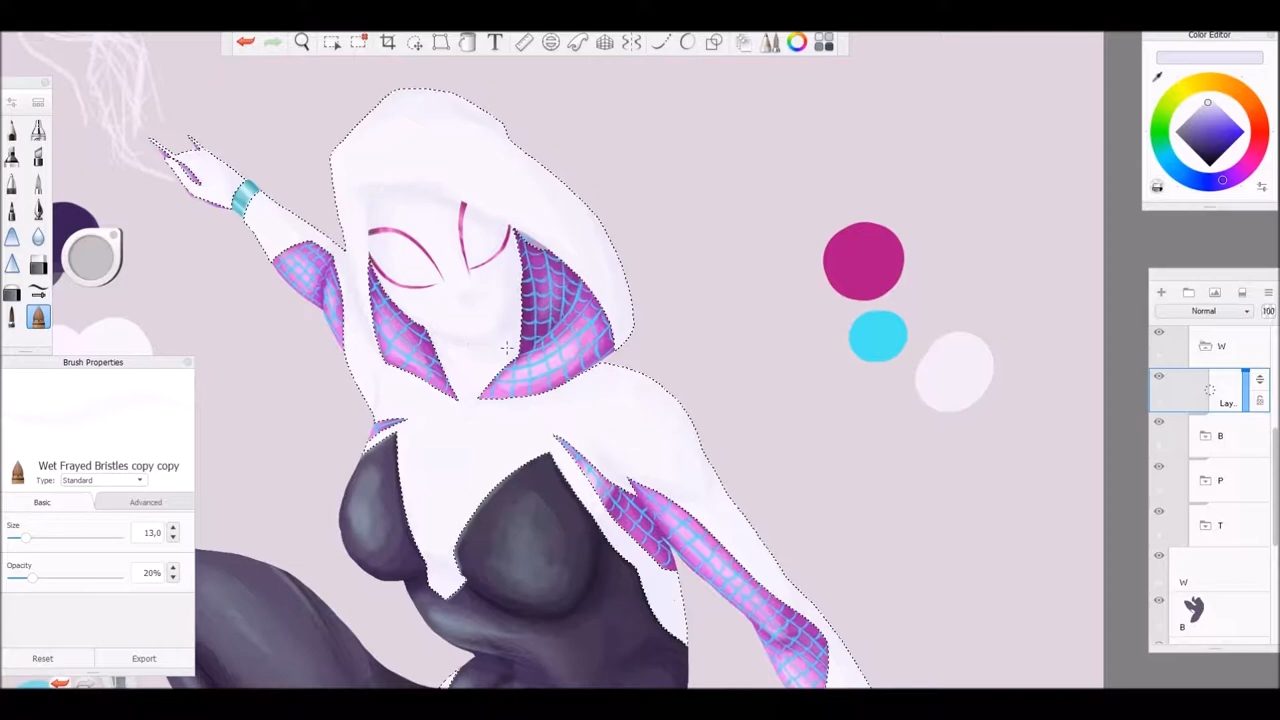 T
Color Editor
Normal
100
W
Lay..
B
P
T
W
B
Brush Properties
Wet Frayed Bristles copy copy
Type: Standard
Basic Advanced
Size
13,0
Opacity
20%
Reset Export